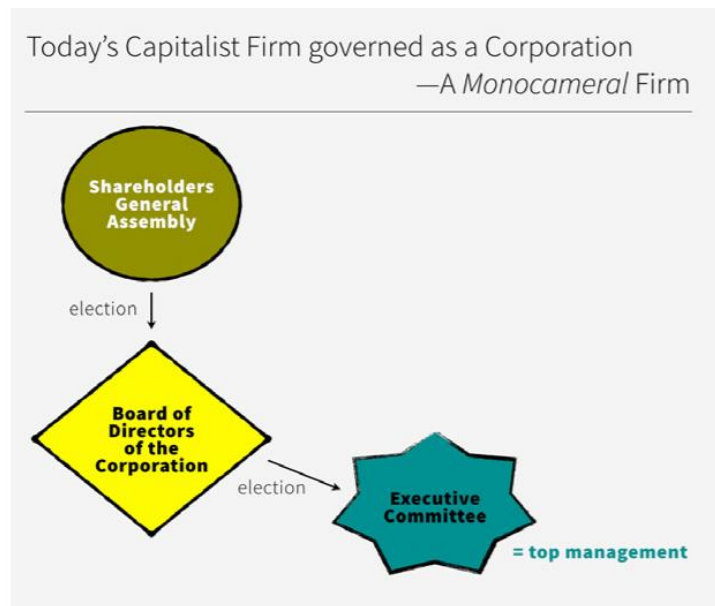 Today’s Capitalist Firm governed as a Corporation
—A Monocameral Firm
Shareholders
General
Assembly
election
Board of
Directors
of the
Corporation
election
Executive
Committee
= top management